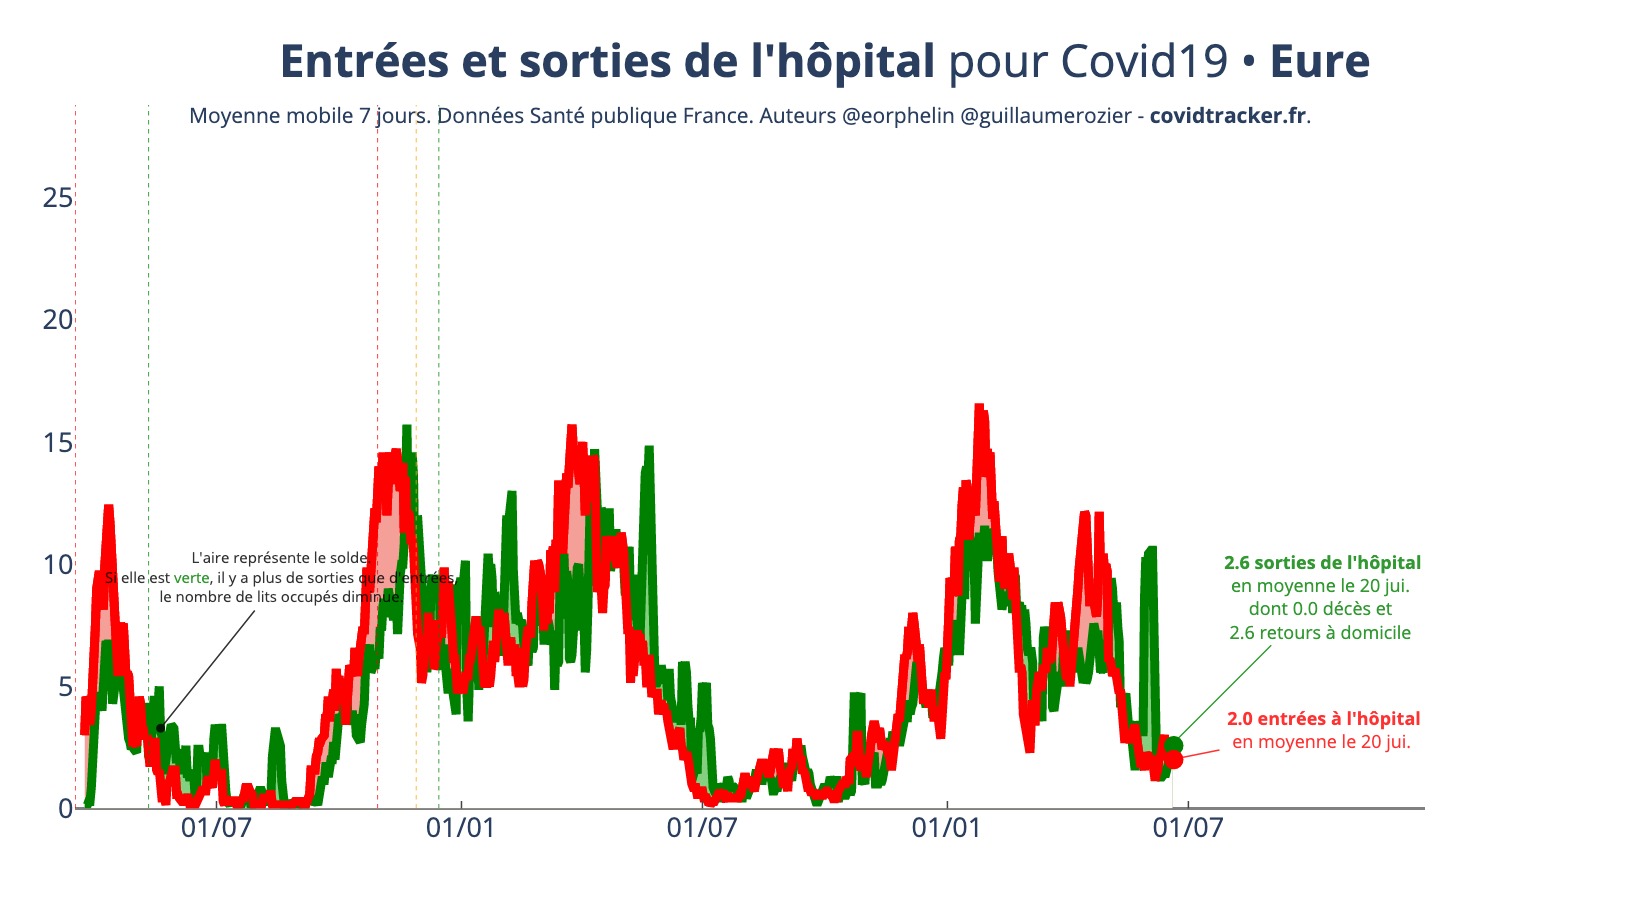 Entrées et sorties de l'hôpital pour Covid19 • Eure
Moyenne mobile 7 jours. Données Santé publique France. Auteurs @eorphelin @guillaumerozier - covidtracker.fr.
25
20
15
10
5
0
L'aire représente le solde.
Si elle est verte, il y a plus de sorties que d'entrées,
le nombre de lits occupés diminue.
2.6 sorties de l'hôpital
en moyenne le 20 jui.
dont 0.0 décès et
2.6 retours à domicile
2.0 entrées à l'hôpital
en moyenne le 20 jui.
01/07
01/01
01/07
01/01
01/07